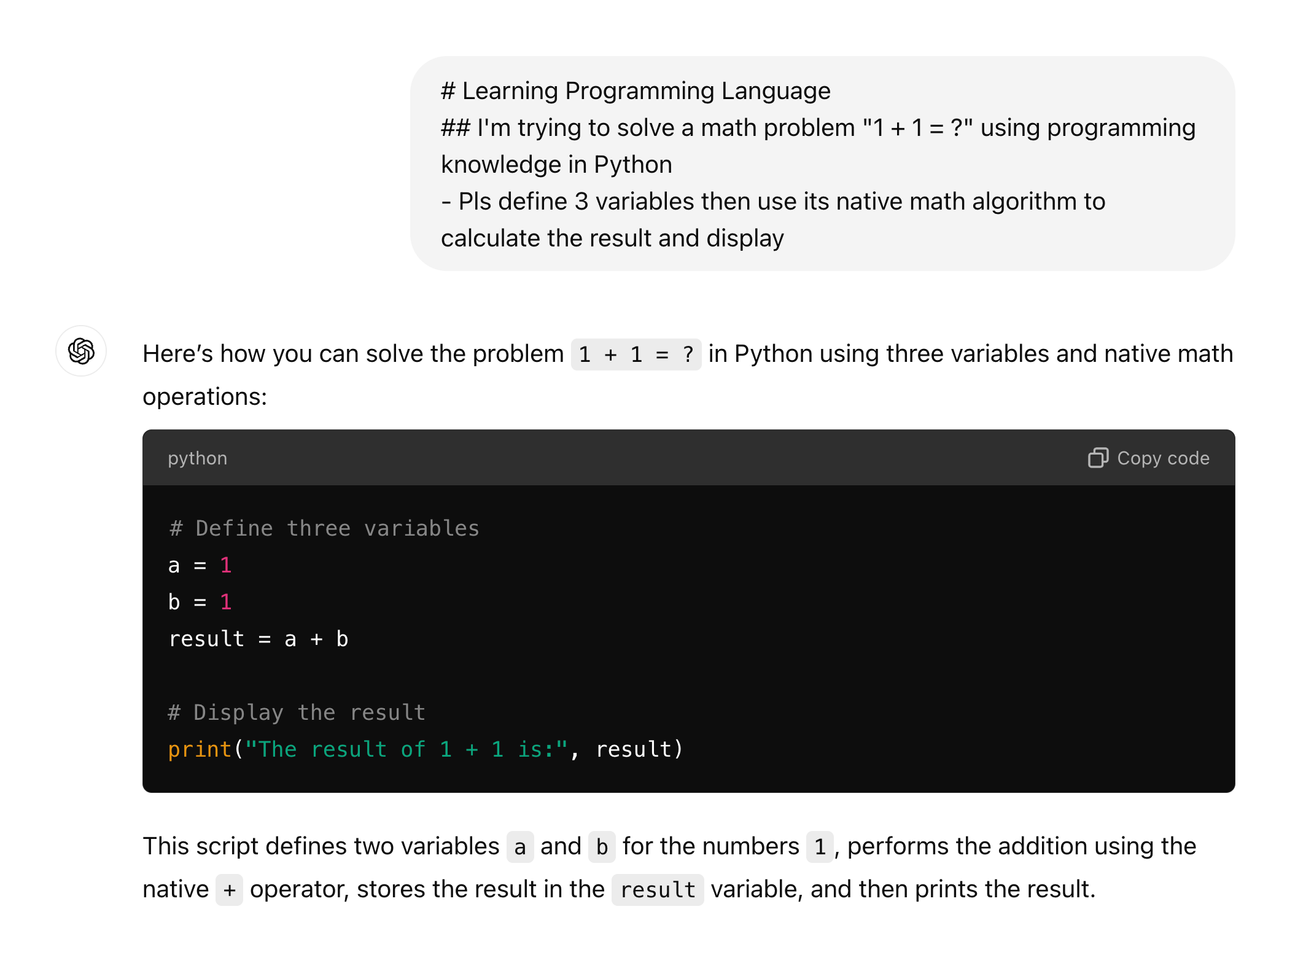 # Learning Programming Language
## I'm trying to solve a math problem "1 + 1 = ?" using programming
knowledge in Python
- Pls define 3 variables then use its native math algorithm to
calculate the result and display
Here’s how you can solve the problem 1 + 1 = ? in Python using three variables and native math
operations:
python
Copy code
# Define three variables
a = 1
b = 1
result = a + b
# Display the result
print("The result of 1 + 1 is:", result)
This script defines two variables a and b for the numbers 1, performs the addition using the
native + operator, stores the result in the result variable, and then prints the result.